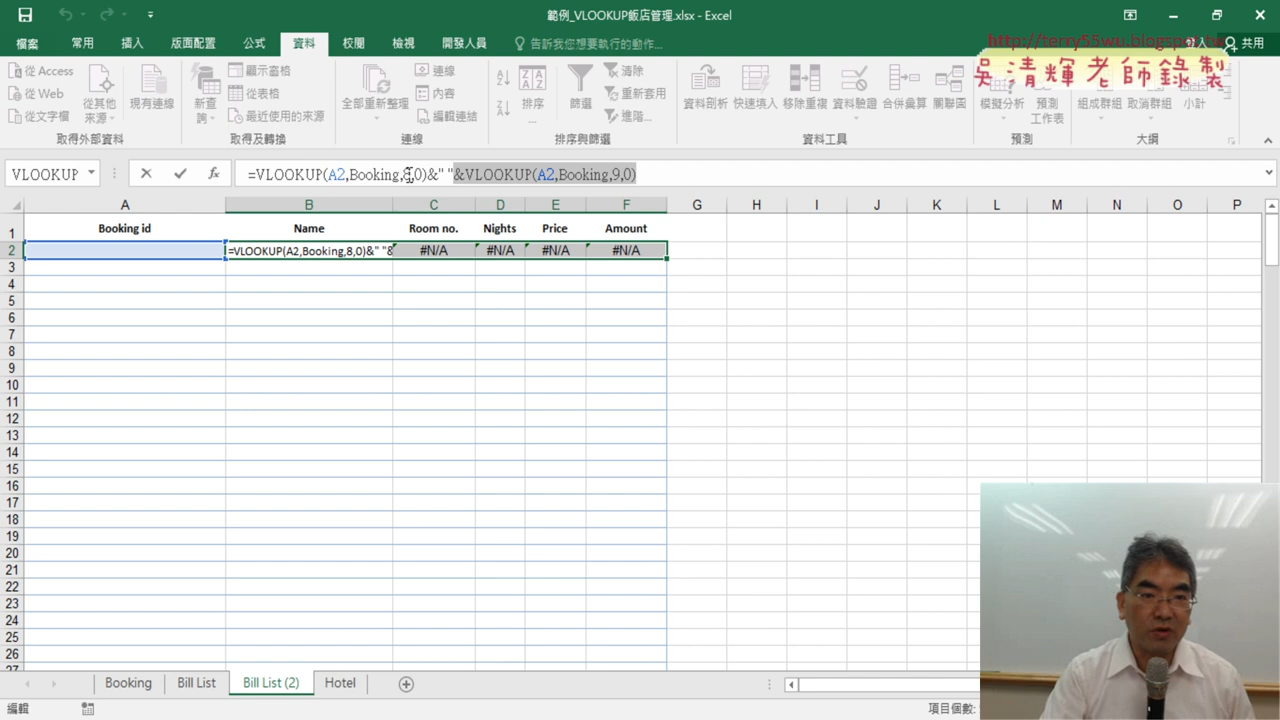 範例_VLOOKUP飯店管理.xlsx - Excel
檔案 常用 插入 版面配置 公式 資料 校閱 檢視 開發人員 告訴我您想要執行的動作... 登入 共用
http://terry55wu.blogspot.tw
吳清輝老師錄製
從 Access 從 Web 從文字檔 從其他來源 現有連線 取得外部資料
新查詢 顯示查詢 從表格 最近使用的來源 取得及轉換
全部重新整理 連線 內容 編輯連結 連線
排序... 篩選 清除 重新套用 進階... 排序與篩選
資料剖析 快速填入 移除重複 資料驗證 合併彙算 關聯圖 資料工具
模擬分析 預測工作表 預測
組成群組 取消群組 小計 大綱
VLOOKUP fx =VLOOKUP(A2,Booking,8,0)&" "&VLOOKUP(A2,Booking,9,0)
A B C D E F G H I J K L M N O P
1 Booking id Name Room no. Nights Price Amount
2 =VLOOKUP(A2,Booking,8,0)&" "& #N/A #N/A #N/A #N/A
3
4
5
6
7
8
9
10
11
12
13
14
15
16
17
18
19
20
21
22
23
24
25
26
27
Booking Bill List Bill List (2) Hotel
編輯 項目個數: